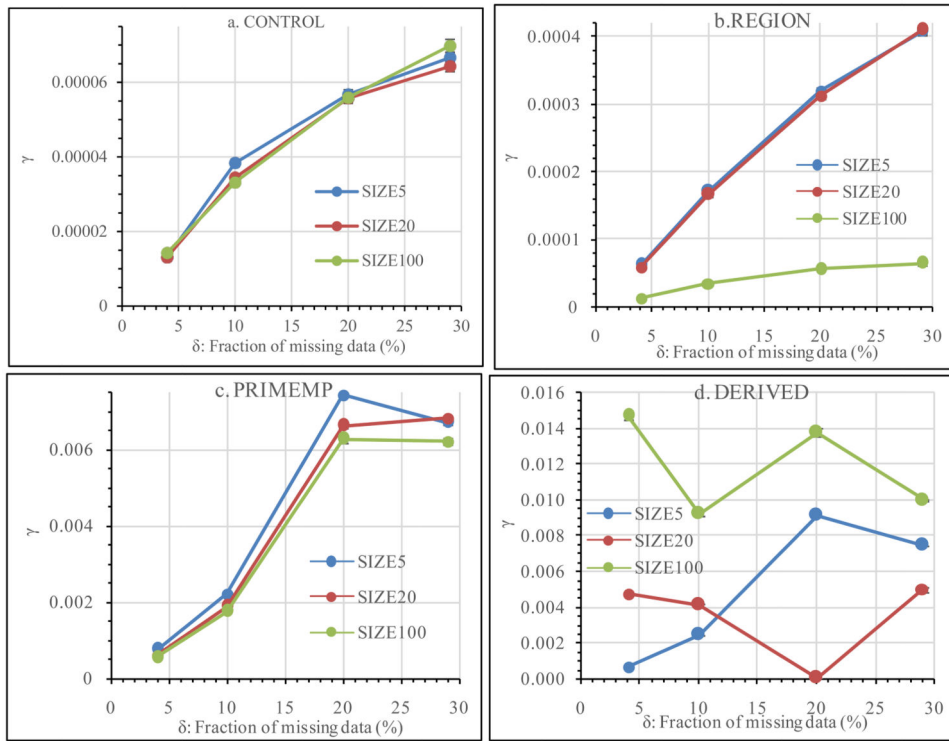 a. CONTROL
0.00006
0.00004
0.00002
0
γ
SIZE5
SIZE20
SIZE100
0 5 10 15 20 25 30
δ: Fraction of missing data (%)
b.REGION
0.0004
0.0003
0.0002
0.0001
0
γ
SIZE5
SIZE20
SIZE100
0 5 10 15 20 25 30
δ: Fraction of missing data (%)
c. PRIMEMP
0.006
0.004
0.002
0
γ
SIZE5
SIZE20
SIZE100
0 5 10 15 20 25 30
δ: Fraction of missing data (%)
d. DERIVED
0.016
0.014
0.012
0.010
0.008
0.006
0.004
0.002
0.000
γ
SIZE5
SIZE20
SIZE100
0 5 10 15 20 25 30
δ: Fraction of missing data (%)